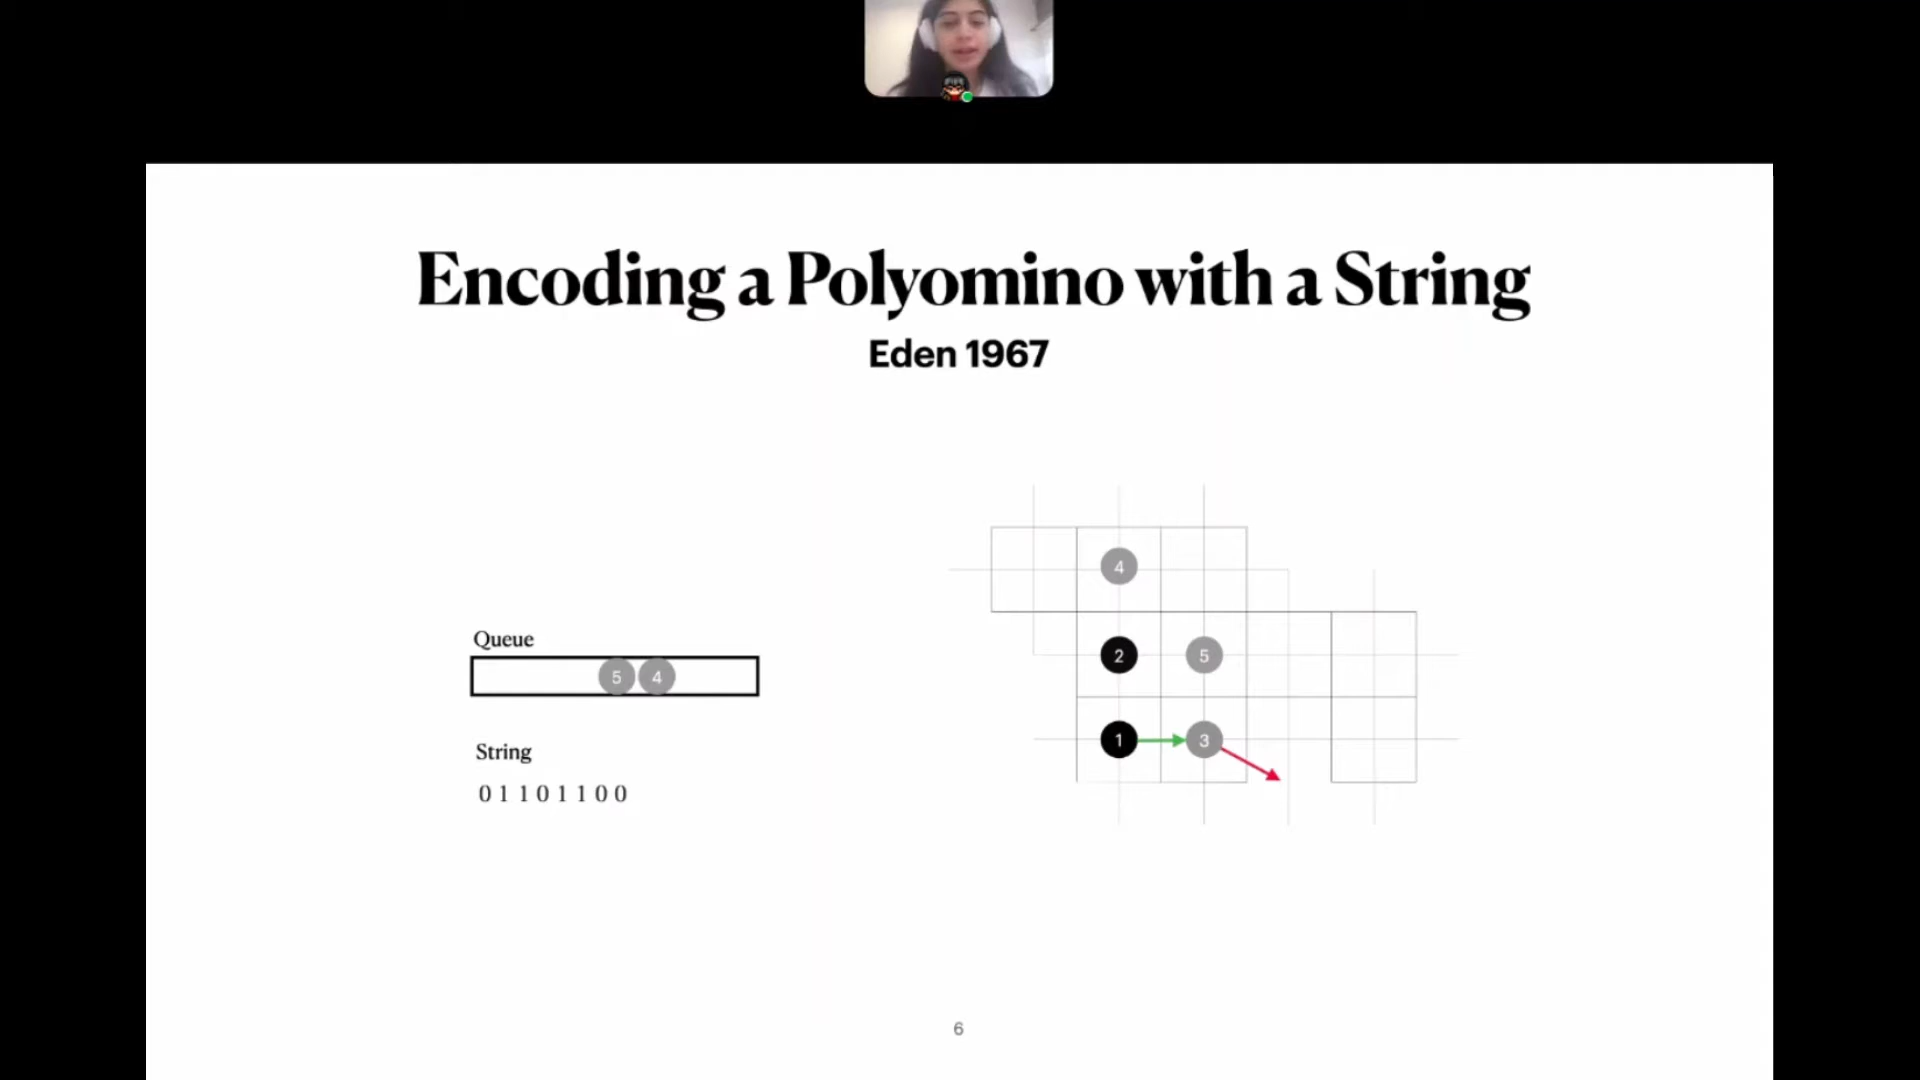 Encoding a Polyomino with a String
Eden 1967
4
Queue
2 5
5 4
1 3
String
0 1 1 0 1 1 0 0
6